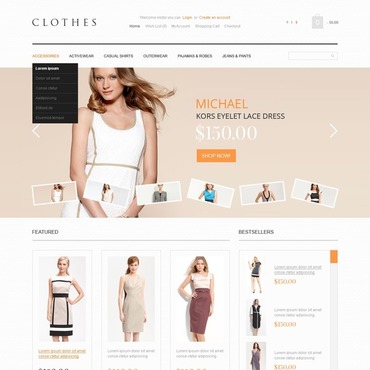 CLOTHES
Welcome visitor you can Login or Create an account
Home Wish List (0) My Account Shopping Cart Checkout
$0.00
ACCESSORIES ACTIVEWEAR CASUAL SHIRTS OUTERWEAR PAJAMAS & ROBES JEANS & PANTS
Lorem ipsum
Dolor sit amet
Conse ctetur
MICHAEL
KORS EYELET LACE DRESS
$150.00
SHOP NOW!
FEATURED
BESTSELLERS
Lorem ipsum dolor sit amet conse
ctetur adipisicing
$150.00
Lorem ipsum dolor sit amet conse
ctetur adipisicing
$150.00
Lorem ipsum dolor sit amet conse
ctetur adipisicing
$150.00
Lorem ipsum dolor sit amet
conse ctetur adipisicing
Lorem ipsum dolor sit amet
conse ctetur adipisicing
Lorem ipsum dolor sit amet
conse ctetur adipisicing